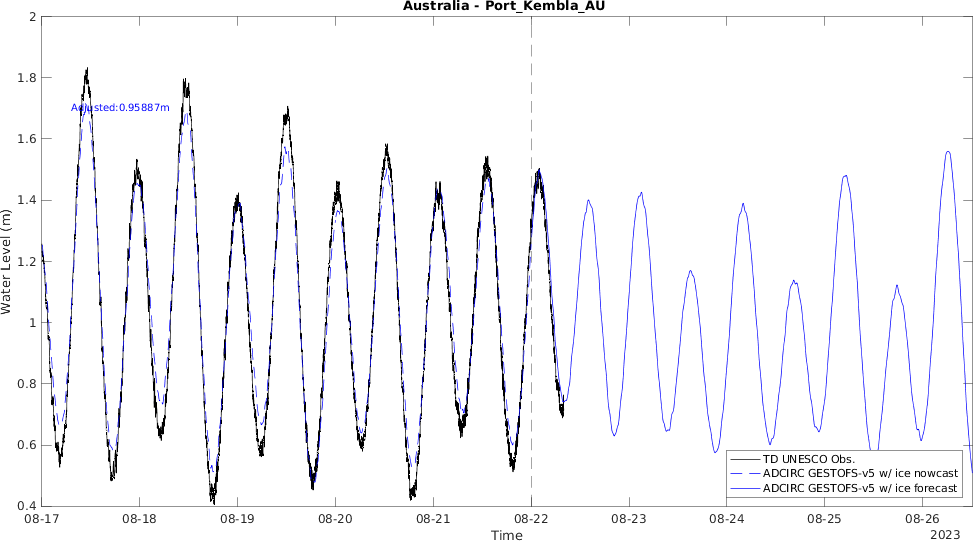 Australia - Port_Kembla_AU
2
1.8
Adjusted:0.95887m
1.6
1.4
1.2
1
0.8
0.6
0.4
Water Level (m)
TD UNESCO Obs.
ADCIRC GESTOFS-v5 w/ ice nowcast
ADCIRC GESTOFS-v5 w/ ice forecast
08-17 08-18 08-19 08-20 08-21 08-22 08-23 08-24 08-25 08-26
Time
2023